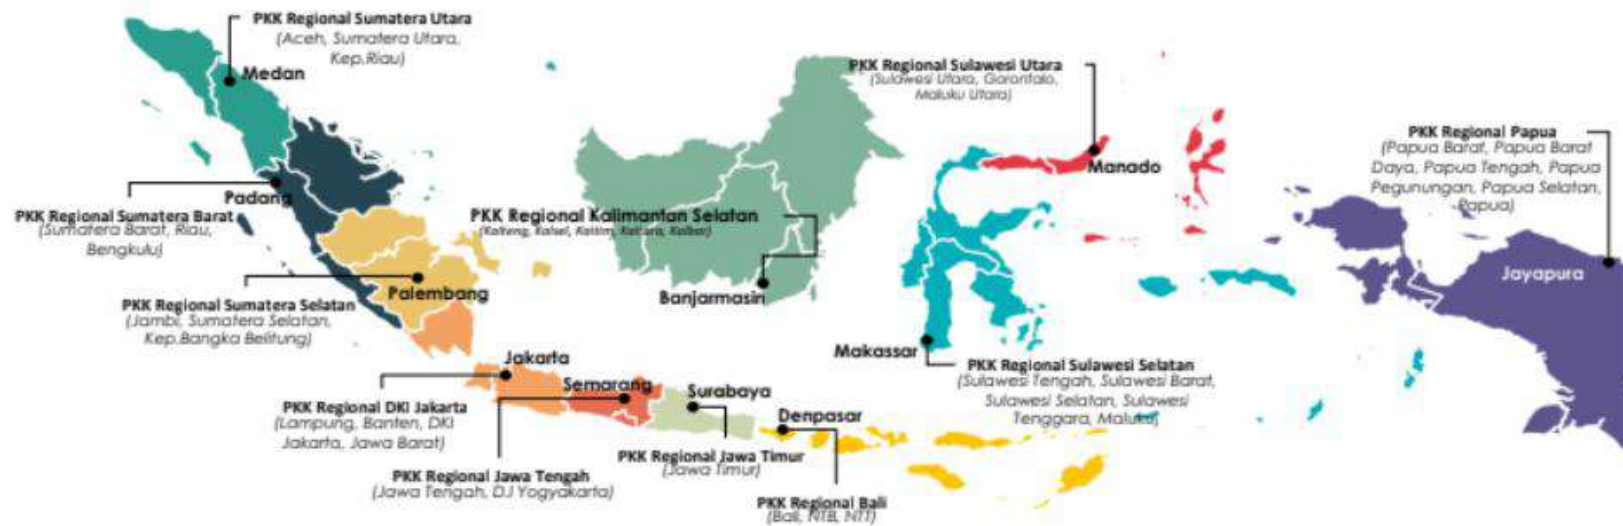 PKK Regional Sumatera Utara
(Aceh, Sumatera Utara,
Kep.Riau)
Medan
PKK Regional Sumatera Barat
(Sumatera Barat, Riau,
Bengkulu)
Padang
PKK Regional Sumatera Selatan
(Jambi, Sumatera Selatan,
Kep.Bangka Belitung)
Palembang
PKK Regional DKI Jakarta
(Lampung, Banten, DKI
Jakarta, Jawa Barat)
Jakarta
PKK Regional Jawa Tengah
(Jawa Tengah, D.I Yogyakarta)
Semarang
PKK Regional Jawa Timur
(Jawa Timur)
Surabaya
PKK Regional Bali
(Bali, NTB, NTT)
Denpasar
PKK Regional Kalimantan Selatan
(Kalteng, Kalsel, Kaltim, Kaltara, Kalbar)
Banjarmasin
PKK Regional Sulawesi Utara
(Sulawesi Utara, Gorontalo,
Maluku Utara)
Manado
PKK Regional Sulawesi Selatan
(Sulawesi Tengah, Sulawesi Barat,
Sulawesi Selatan, Sulawesi
Tenggara, Maluku)
Makassar
PKK Regional Papua
(Papua Barat, Papua Barat
Daya, Papua Tengah, Papua
Pegunungan, Papua Selatan,
Papua)
Jayapura